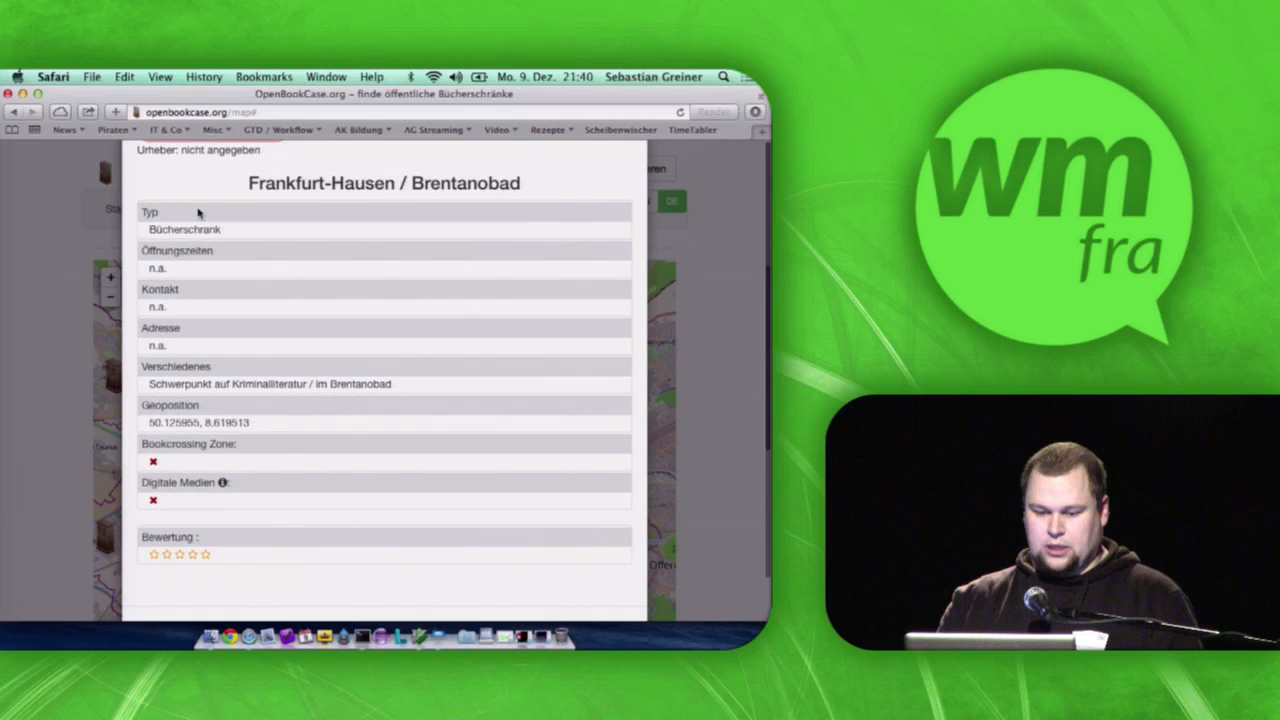 Safari File Edit View History Bookmarks Window Help Mo. 9. Dez. 21:40 Sebastian Greiner
OpenBookCase.org – finde öffentliche Bücherschränke
openbookcase.org/map# Reader
News Piraten IT & Co Misc GTD / Workflow AK Bildung AG Streaming Video Rezepte Scheibenwischer TimeTabler
Urheber: nicht angegeben
Frankfurt-Hausen / Brentanobad
DE
Typ
Bücherschrank
Öffnungszeiten
n.a.
Kontakt
n.a.
Adresse
n.a.
Verschiedenes
Schwerpunkt auf Kriminalliteratur / im Brentanobad
Geoposition
50.125955, 8.619513
Bookcrossing Zone:
Digitale Medien :
Bewertung :
+
-
wm
fra